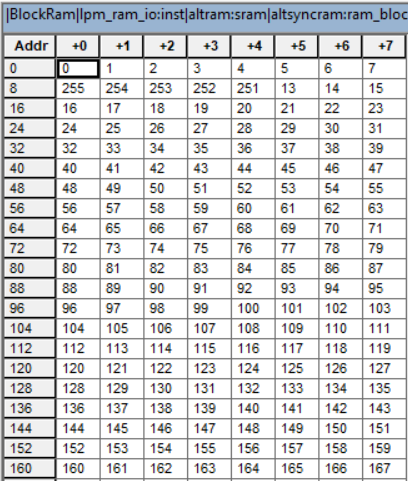 |BlockRam|lpm_ram_io:inst|altram:sram|altsyncram:ram_bloc
Addr +0 +1 +2 +3 +4 +5 +6 +7
0 0 1 2 3 4 5 6 7
8 255 254 253 252 251 13 14 15
16 16 17 18 19 20 21 22 23
24 24 25 26 27 28 29 30 31
32 32 33 34 35 36 37 38 39
40 40 41 42 43 44 45 46 47
48 48 49 50 51 52 53 54 55
56 56 57 58 59 60 61 62 63
64 64 65 66 67 68 69 70 71
72 72 73 74 75 76 77 78 79
80 80 81 82 83 84 85 86 87
88 88 89 90 91 92 93 94 95
96 96 97 98 99 100 101 102 103
104 104 105 106 107 108 109 110 111
112 112 113 114 115 116 117 118 119
120 120 121 122 123 124 125 126 127
128 128 129 130 131 132 133 134 135
136 136 137 138 139 140 141 142 143
144 144 145 146 147 148 149 150 151
152 152 153 154 155 156 157 158 159
160 160 161 162 163 164 165 166 167